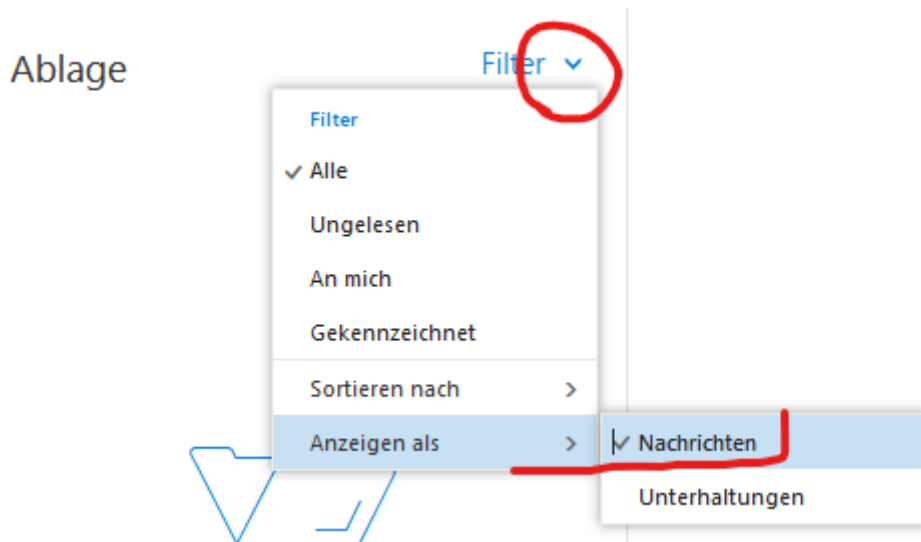 Ablage
Filter
Filter
Alle
Ungelesen
An mich
Gekennzeichnet
Sortieren nach
Anzeigen als
Nachrichten
Unterhaltungen